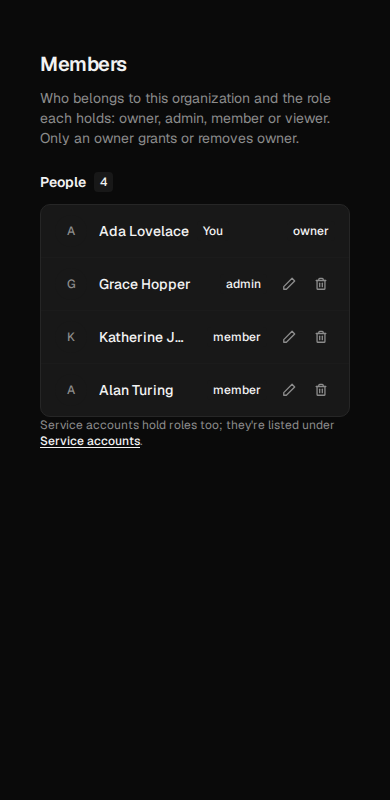 Members
Who belongs to this organization and the role
each holds: owner, admin, member or viewer.
Only an owner grants or removes owner.
People 4
A Ada Lovelace You owner
G Grace Hopper admin
K Katherine J... member
A Alan Turing member
Service accounts hold roles too; they're listed under
Service accounts.